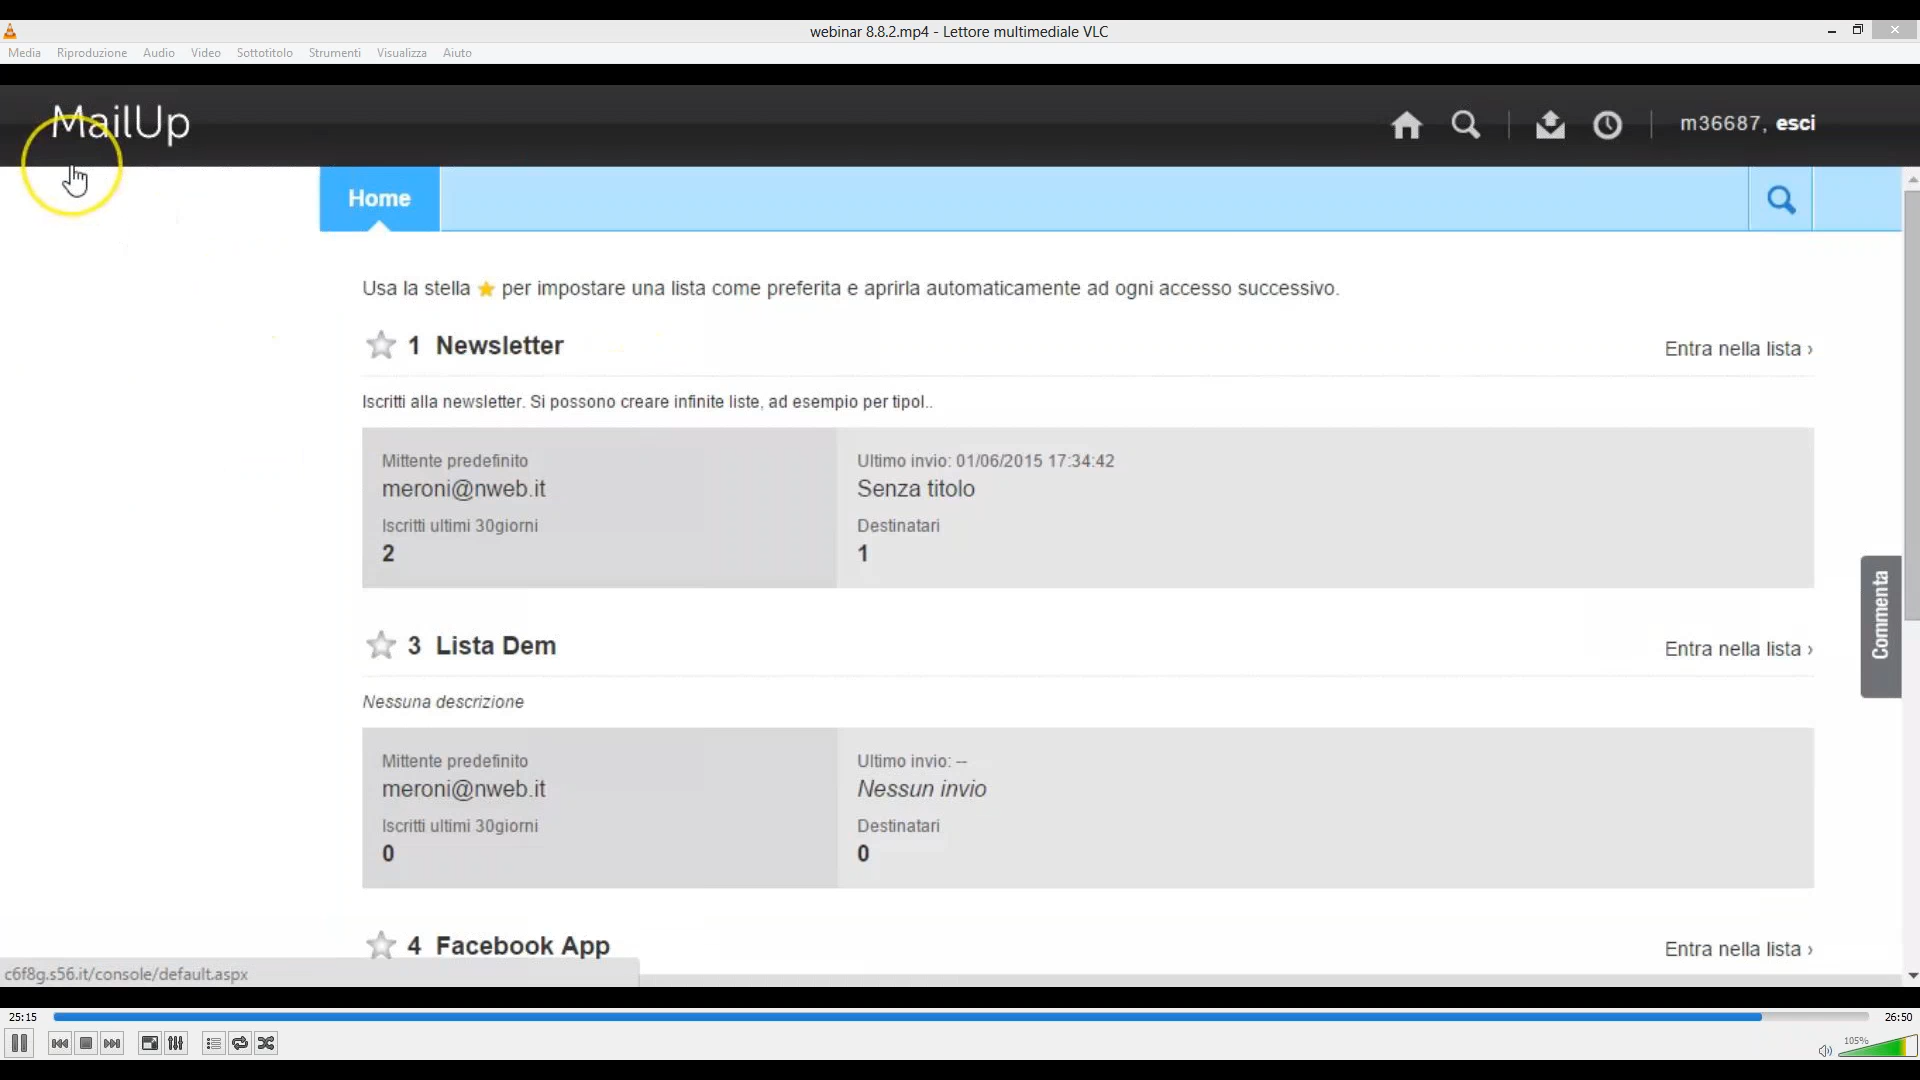 webinar 8.8.2.mp4 - Lettore multimediale VLC
Media Riproduzione Audio Video Sottotitolo Strumenti Visualizza Aiuto
MailUp
m36687, esci
Home
Usa la stella per impostare una lista come preferita e aprirla automaticamente ad ogni accesso successivo.
1 Newsletter
Entra nella lista ›
Iscritti alla newsletter. Si possono creare infinite liste, ad esempio per tipol..
Mittente predefinito
meroni@nweb.it
Iscritti ultimi 30giorni
2
Ultimo invio: 01/06/2015 17:34:42
Senza titolo
Destinatari
1
Commenta
3 Lista Dem
Entra nella lista ›
Nessuna descrizione
Mittente predefinito
meroni@nweb.it
Iscritti ultimi 30giorni
0
Ultimo invio: --
Nessun invio
Destinatari
0
4 Facebook App
Entra nella lista ›
c6f8g.s56.it/console/default.aspx
25:15
26:50
105%